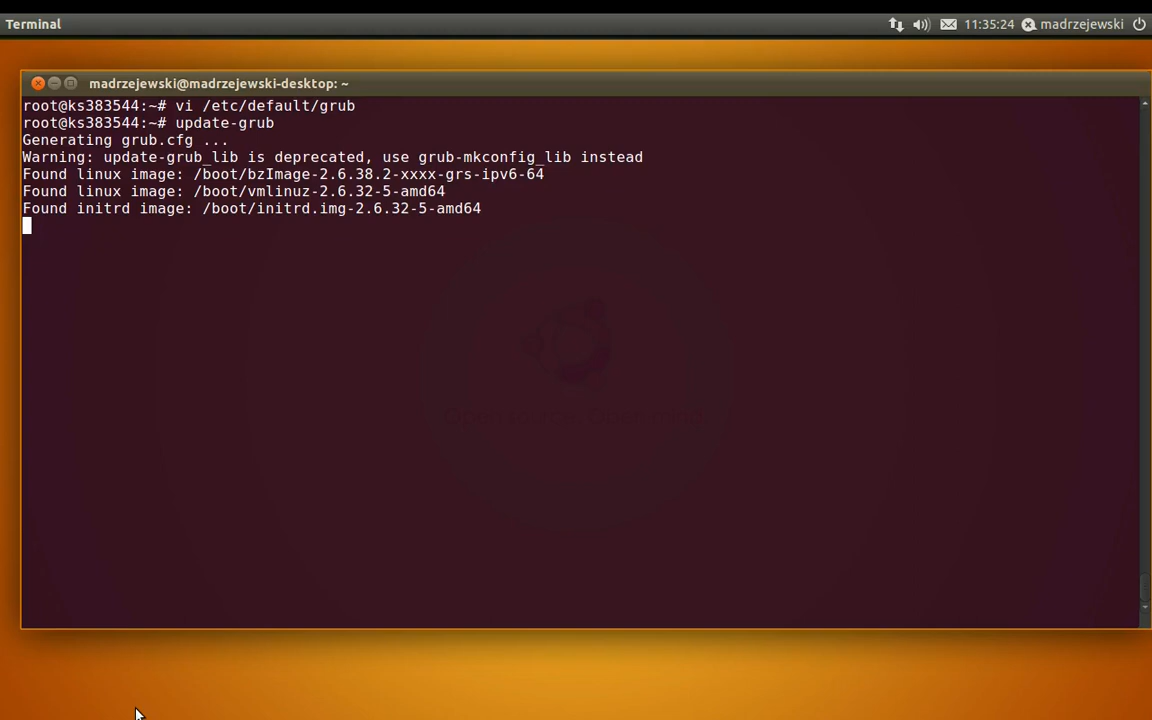 Terminal
11:35:24
madrzejewski
madrzejewski@madrzejewski-desktop: ~
root@ks383544:~# vi /etc/default/grub
root@ks383544:~# update-grub
Generating grub.cfg ...
Warning: update-grub_lib is deprecated, use grub-mkconfig_lib instead
Found linux image: /boot/bzImage-2.6.38.2-xxxx-grs-ipv6-64
Found linux image: /boot/vmlinuz-2.6.32-5-amd64
Found initrd image: /boot/initrd.img-2.6.32-5-amd64